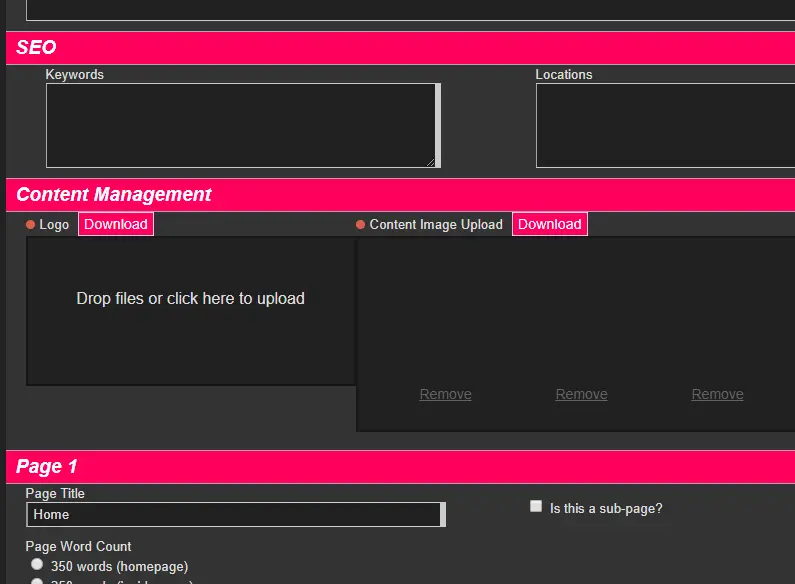 SEO
Keywords
Locations
Content Management
Logo Download Content Image Upload Download
Drop files or click here to upload
Remove Remove Remove
Page 1
Page Title
Home
Is this a sub-page?
Page Word Count
350 words (homepage)